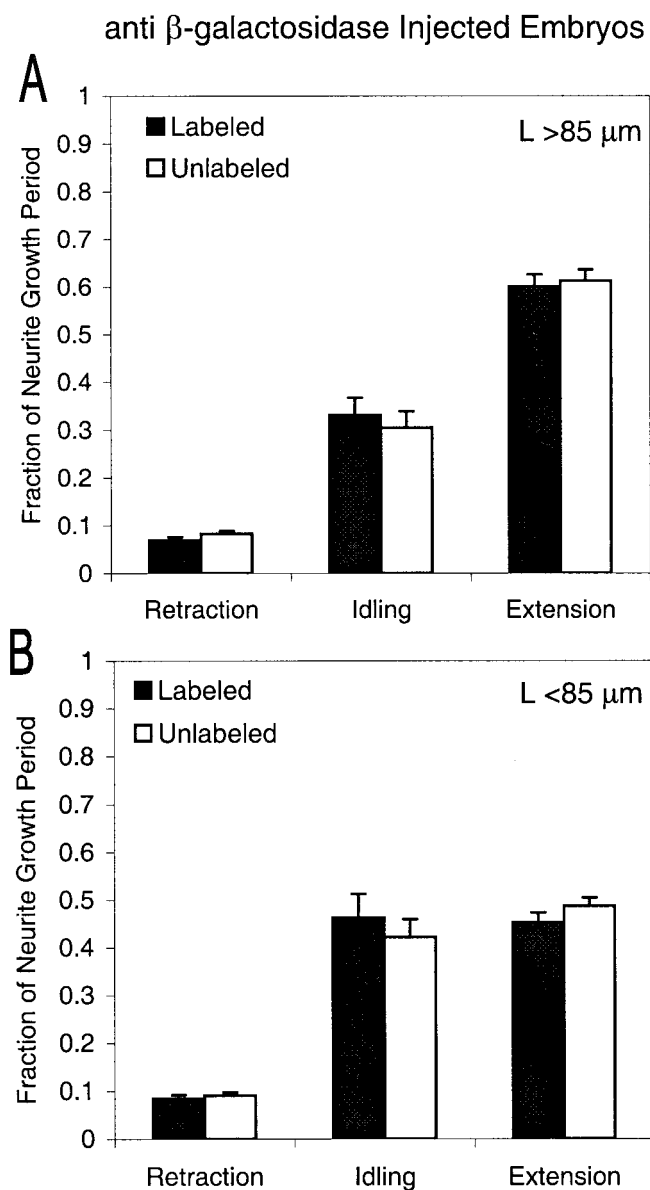 anti β-galactosidase Injected Embryos
A
Fraction of Neurite Growth Period
1
0.9
0.8
0.7
0.6
0.5
0.4
0.3
0.2
0.1
0
Labeled
Unlabeled
L >85 μm
Retraction Idling Extension
B
Fraction of Neurite Growth Period
1
0.9
0.8
0.7
0.6
0.5
0.4
0.3
0.2
0.1
0
Labeled
Unlabeled
L <85 μm
Retraction Idling Extension